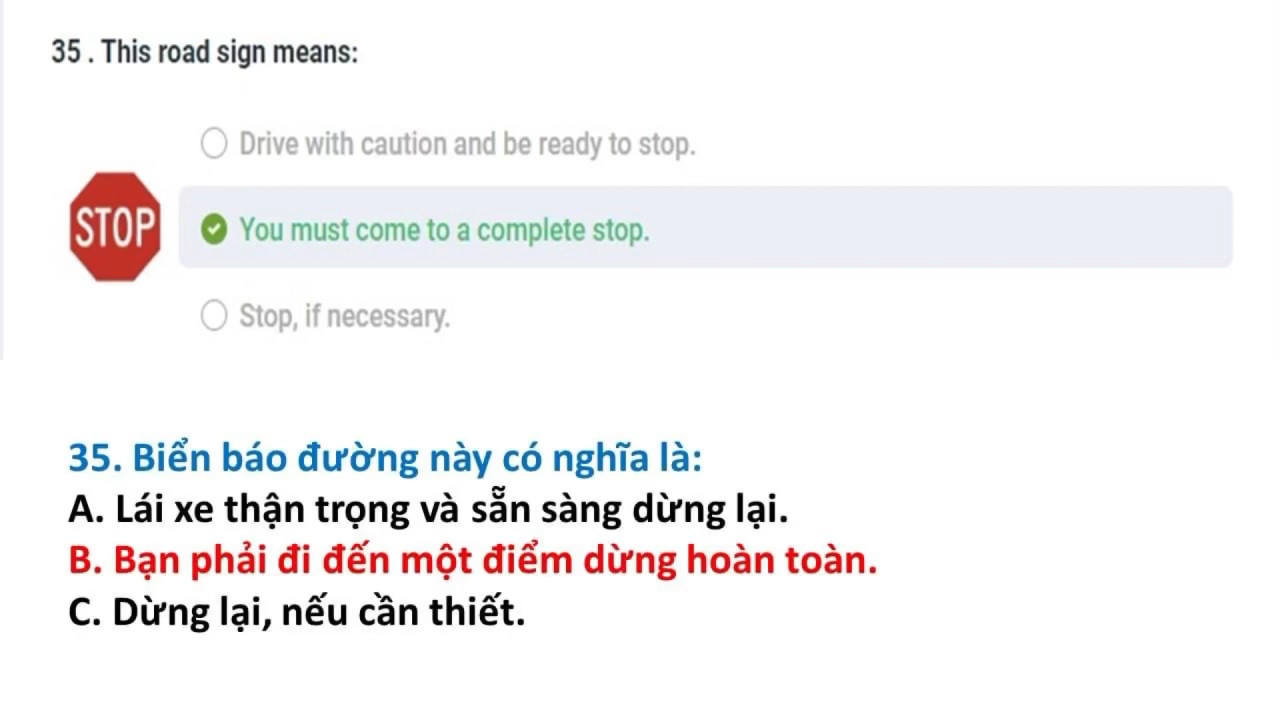 35 . This road sign means:
Drive with caution and be ready to stop.
STOP
You must come to a complete stop.
Stop, if necessary.
35. Biển báo đường này có nghĩa là:
A. Lái xe thận trọng và sẵn sàng dừng lại.
B. Bạn phải đi đến một điểm dừng hoàn toàn.
C. Dừng lại, nếu cần thiết.